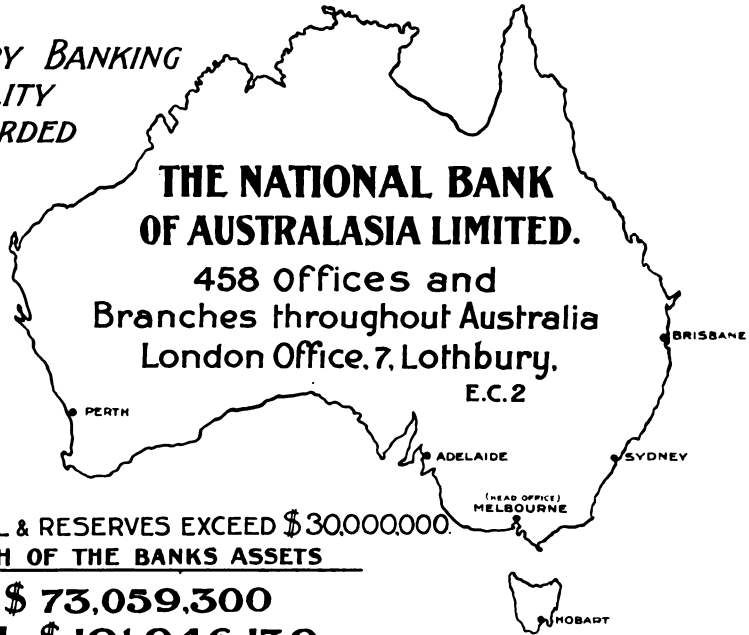 BANKING
THE NATIONAL BANK
OF AUSTRALASIA LIMITED.
458 Offices and
Branches throughout Australia
London Office, 7, Lothbury,
E.C.2
BRISBANE
PERTH
ADELAIDE
SYDNEY
(HEAD OFFICE)
MELBOURNE
& RESERVES EXCEED $30,000,000.
OF THE BANKS ASSETS
$ 73,059,300
HOBART